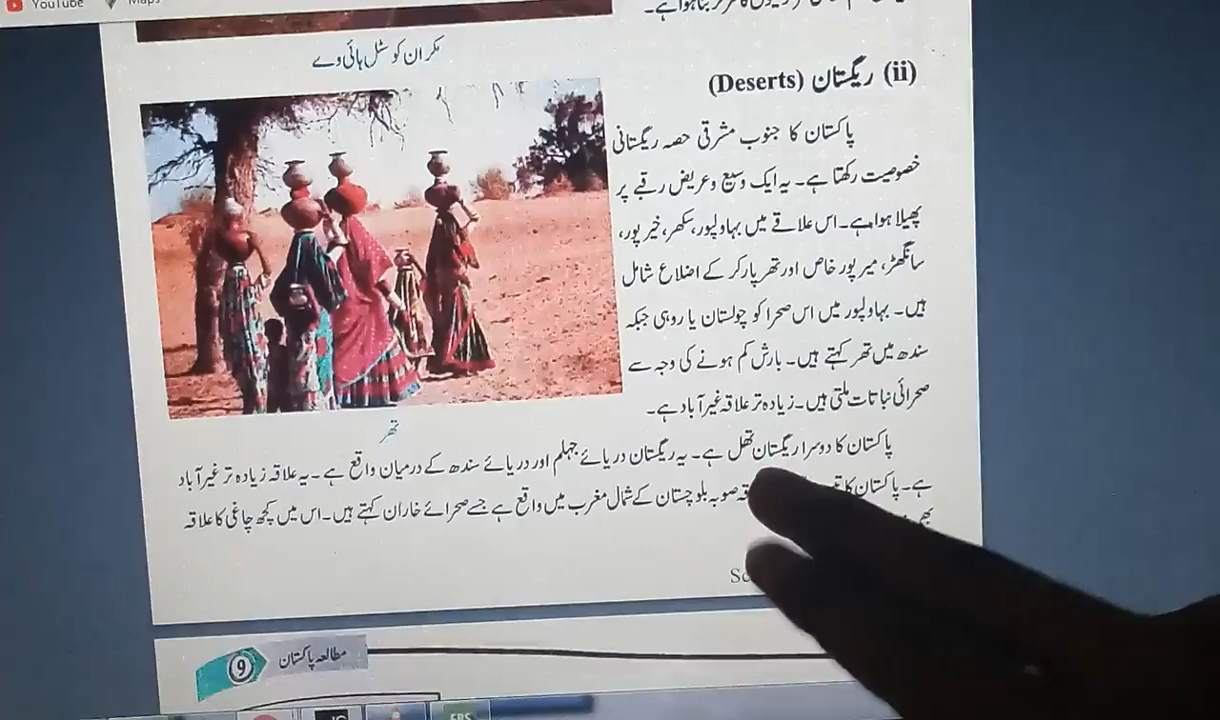 YouTube
Maps
مکران کوسٹل ہائی وے
(ii) ریگستان (Deserts)
پاکستان کا جنوب مشرقی حصہ ریگستانی
خصوصیت رکھتا ہے۔ یہ ایک وسیع و عریض رقبے پر
پھیلا ہوا ہے۔ اس علاقے میں بہاولپور، سکھر، خیر پور،
سانگھڑ، میر پور خاص اور تھر پارکر کے اضلاع شامل
ہیں۔ بہاولپور میں اس صحرا کو چولستان یا روہی جبکہ
سندھ میں تھر کہتے ہیں۔ بارش کم ہونے کی وجہ سے
صحرائی نباتات ملتی ہیں۔ زیادہ تر علاقہ غیر آباد ہے۔
تھر
پاکستان کا دوسرا ریگستان تھل ہے۔ یہ ریگستان دریائے جہلم اور دریائے سندھ کے درمیان واقع ہے۔ یہ علاقہ زیادہ تر غیر آباد
ہے۔ پاکستان کا صوبہ بلوچستان کے شمال مغرب میں واقع ہے جسے صحرائے خاران کہتے ہیں۔ اس میں کچھ چاغی کا علاقہ
مطالعہ پاکستان
9